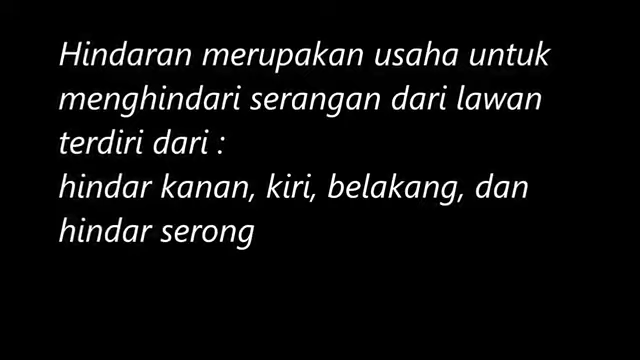 Hindaran merupakan usaha untuk
menghindari serangan dari lawan
terdiri dari :
hindar kanan, kiri, belakang, dan
hindar serong